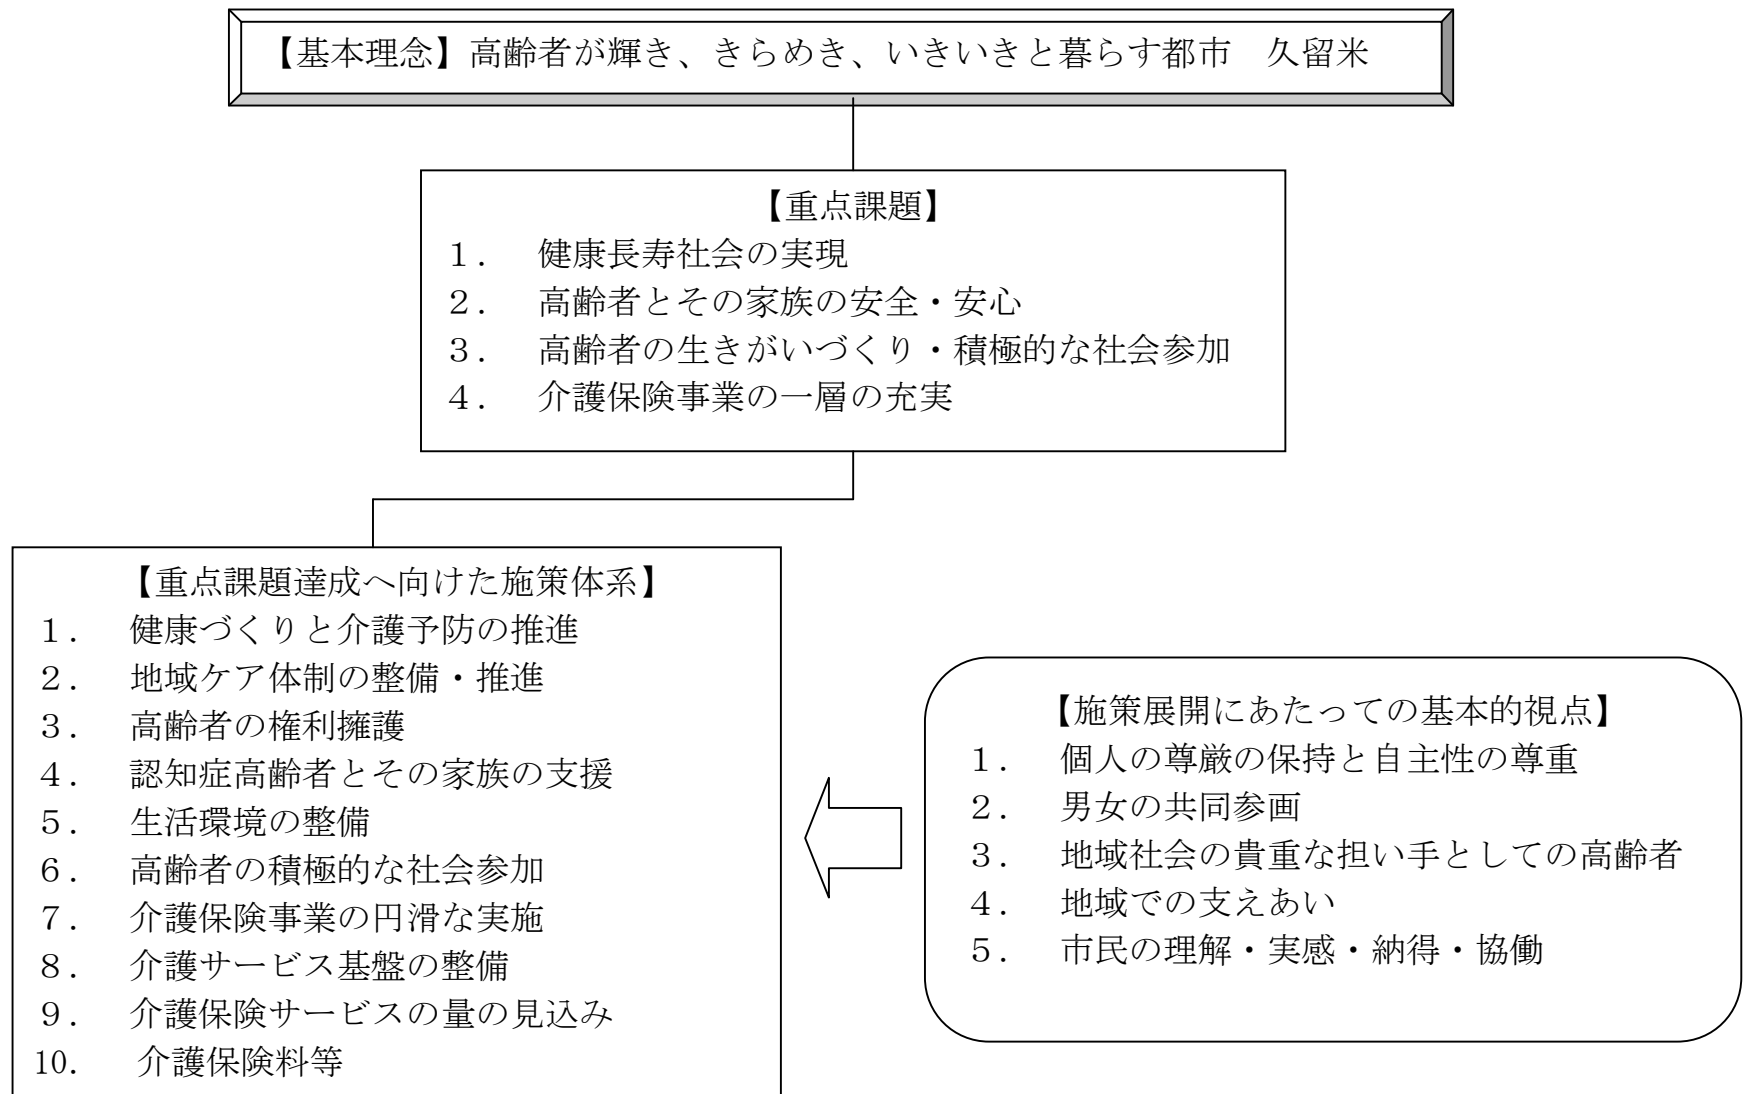 【基本理念】高齢者が輝き、きらめき、いきいきと暮らす都市　久留米
【重点課題】
１．　健康長寿社会の実現
２．　高齢者とその家族の安全・安心
３．　高齢者の生きがいづくり・積極的な社会参加
４．　介護保険事業の一層の充実
【重点課題達成へ向けた施策体系】
１．　健康づくりと介護予防の推進
２．　地域ケア体制の整備・推進
３．　高齢者の権利擁護
４．　認知症高齢者とその家族の支援
５．　生活環境の整備
６．　高齢者の積極的な社会参加
７．　介護保険事業の円滑な実施
８．　介護サービス基盤の整備
９．　介護保険サービスの量の見込み
10.　介護保険料等
【施策展開にあたっての基本的視点】
１．　個人の尊厳の保持と自主性の尊重
２．　男女の共同参画
３．　地域社会の貴重な担い手としての高齢者
４．　地域での支えあい
５．　市民の理解・実感・納得・協働